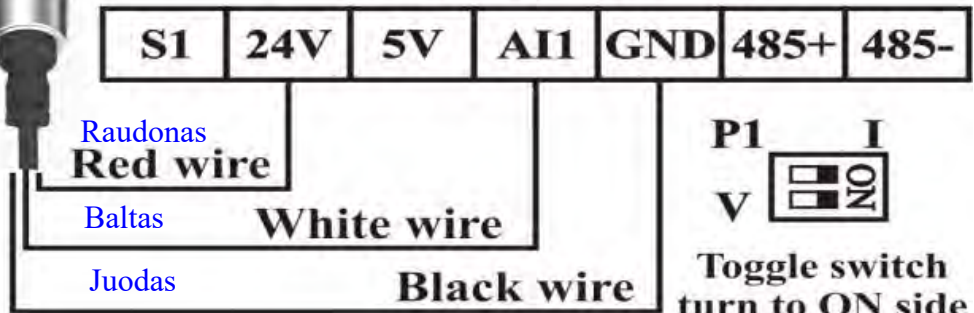 S1 24V 5V AI1 GND 485+ 485-
Raudonas
Red wire
P1 I
Baltas
White wire
V ON
Juodas
Black wire
Toggle switch
turn to ON side